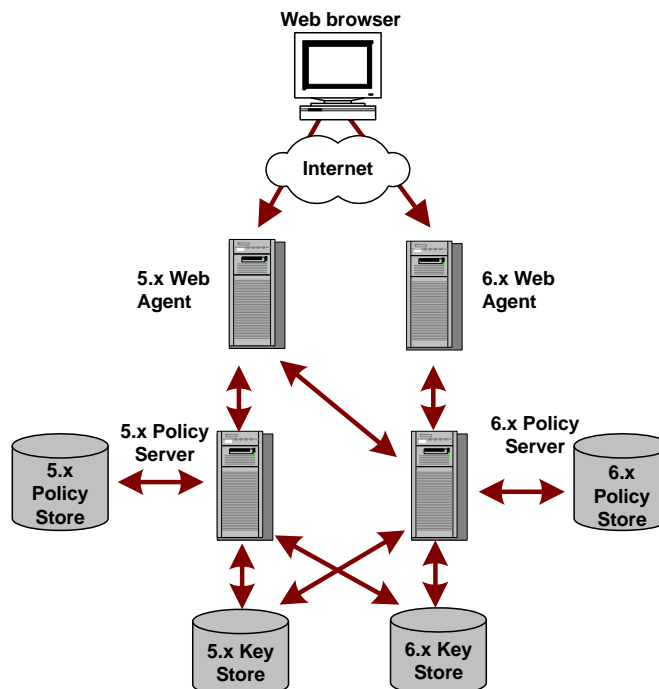 Web browser
Internet
5.x Web
Agent
6.x Web
Agent
5.x Policy
Server
6.x Policy
Server
5.x
Policy
Store
6.x
Policy
Store
5.x Key
Store
6.x Key
Store